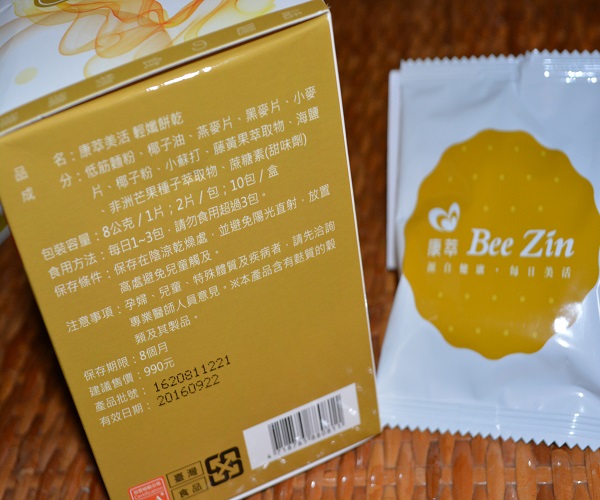 品　　名：康萃美活 輕孅餅乾
成　　分：低筋麵粉、椰子油、燕麥片、黑麥片、小麥
片、椰子粉、小蘇打、藤黃果萃取物、海鹽
、非洲芒果種子萃取物、蔗糖素(甜味劑)
包裝容量：8公克/1片；2片/包；10包/盒
食用方法：每日1~3包，請勿食用超過3包。
保存條件：保存在陰涼乾燥處，並避免陽光直射，放置
高處避免兒童觸及。
注意事項：孕婦、兒童、特殊體質及疾病者，請先洽詢
專業醫師人員意見。※本產品含有麩質的穀
類及其製品。
保存期限：8個月
建議售價：990元
產品批號：1620811221
有效日期：20160922
臺灣
食品
康萃 Bee Zin
源自健康・每日美活